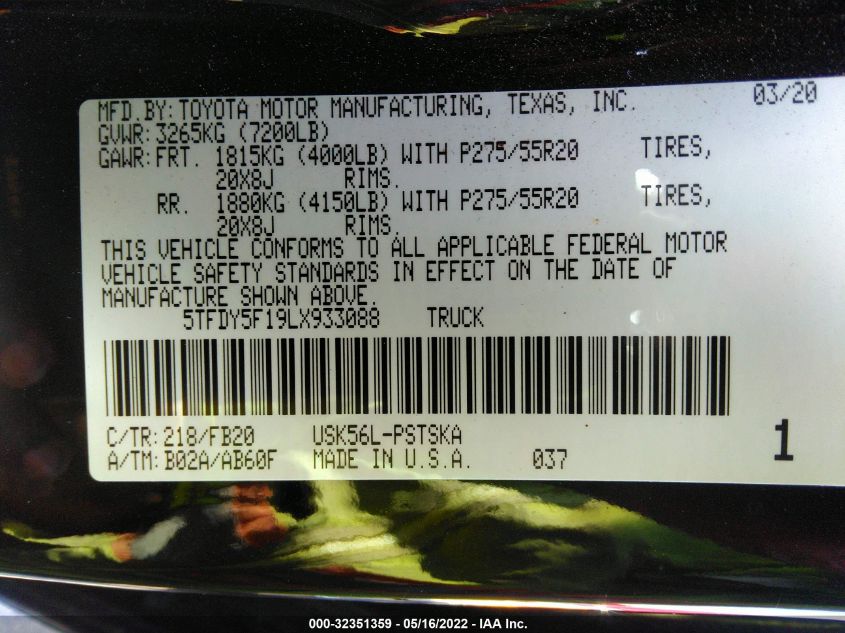 MFD.BY: TOYOTA MOTOR MANUFACTURING, TEXAS, INC. 03/20
GVWR: 3265KG (7200LB)
GAWR: FRT. 1815KG (4000LB) WITH P275/55R20 TIRES,
20X8J RIMS.
RR. 1880KG (4150LB) WITH P275/55R20 TIRES,
20X8J RIMS.
THIS VEHICLE CONFORMS TO ALL APPLICABLE FEDERAL MOTOR
VEHICLE SAFETY STANDARDS IN EFFECT ON THE DATE OF
MANUFACTURE SHOWN ABOVE.
5TFDY5F19LX933088 TRUCK
C/TR: 218/FB20 USK56L-PSTSKA
A/TM: B02A/AB60F MADE IN U.S.A. 037 1
000-32351359 - 05/16/2022 - IAA Inc.